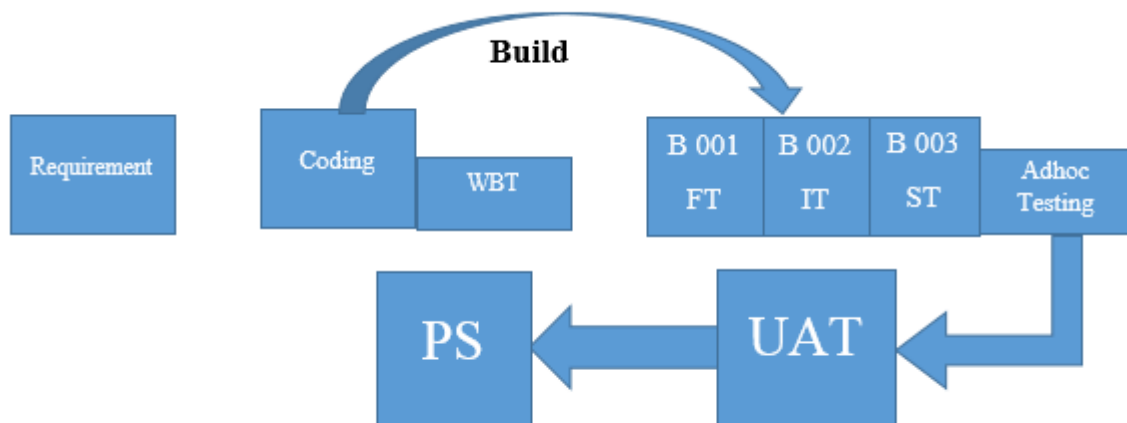 Build
Requirement
Coding
WBT
B 001
FT
B 002
IT
B 003
ST
Adhoc
Testing
PS
UAT